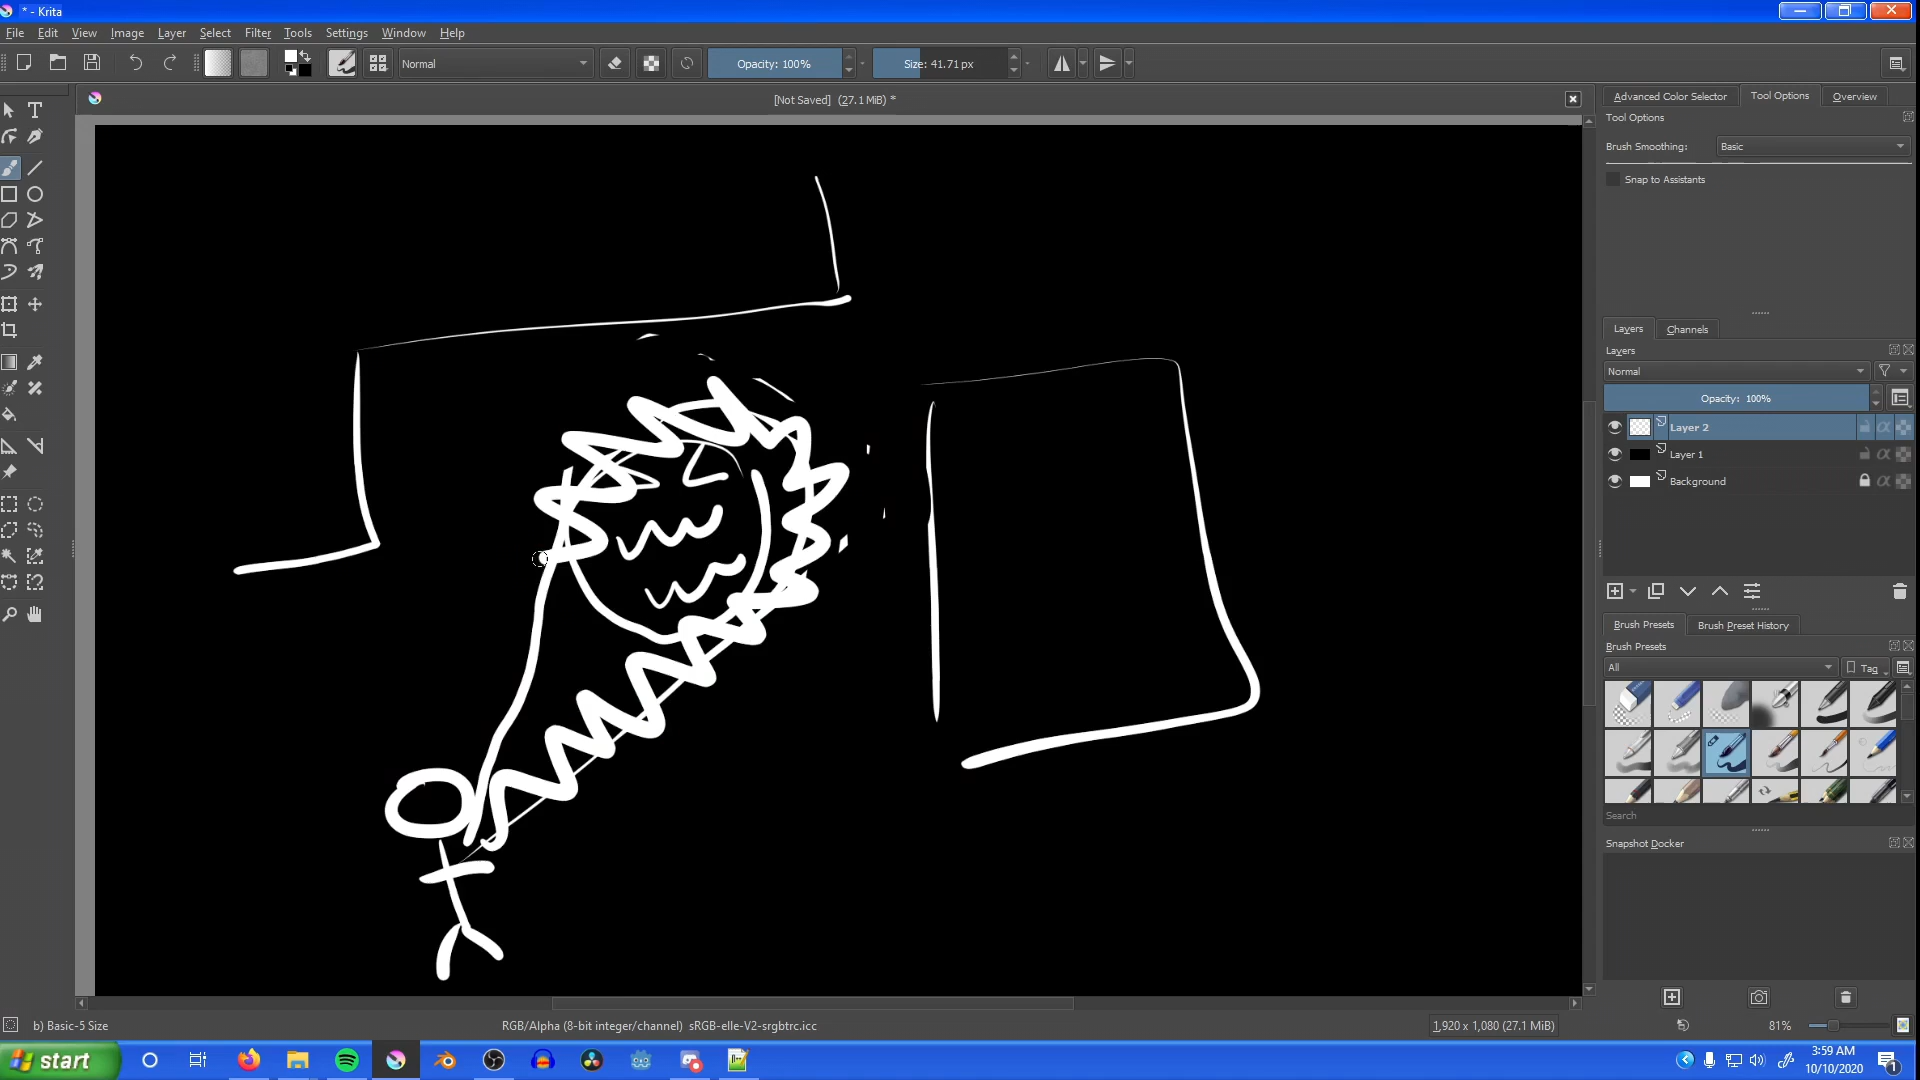 * - Krita
File Edit View Image Layer Select Filter Tools Settings Window Help
Normal Opacity: 100% Size: 41.71 px
[Not Saved] (27.1 MiB) *
Advanced Color Selector Tool Options Overview
Tool Options
Brush Smoothing: Basic
Snap to Assistants
Layers Channels
Layers
Normal
Opacity: 100%
Layer 2
Layer 1
Background
Brush Presets Brush Preset History
Brush Presets
All Tag
Search
Snapshot Docker
b) Basic-5 Size RGB/Alpha (8-bit integer/channel) sRGB-elle-V2-srgbtrc.icc 1,920 x 1,080 (27.1 MiB) 81%
start
3:59 AM
10/10/2020
1